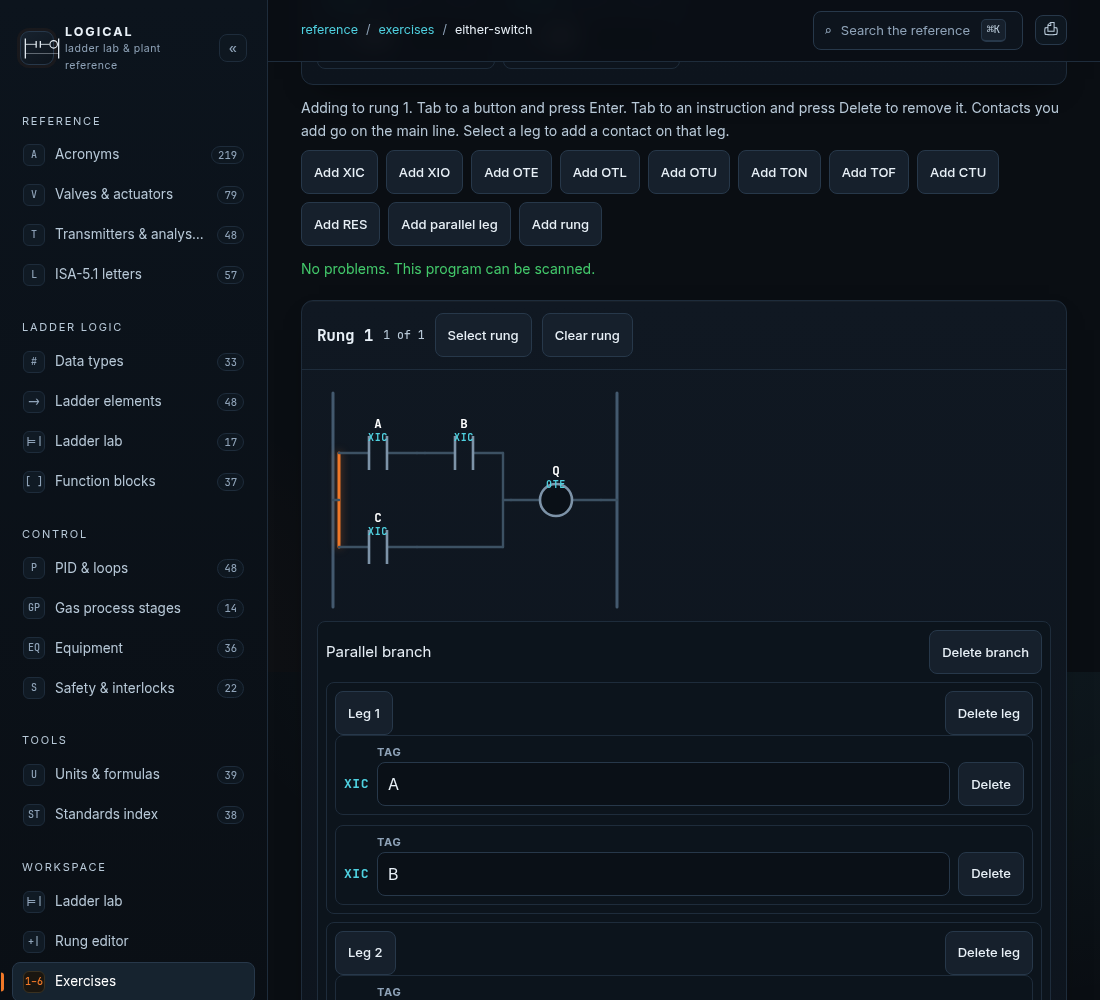 LOGICAL
ladder lab & plant
reference
«
REFERENCE
A Acronyms 219
V Valves & actuators 79
T Transmitters & analys... 48
L ISA-5.1 letters 57
LADDER LOGIC
# Data types 33
→ Ladder elements 48
Ladder lab 17
[ ] Function blocks 37
CONTROL
P PID & loops 48
GP Gas process stages 14
EQ Equipment 36
S Safety & interlocks 22
TOOLS
U Units & formulas 39
ST Standards index 38
WORKSPACE
Ladder lab
+| Rung editor
1-6 Exercises
reference / exercises / either-switch
Search the reference ⌘K
Adding to rung 1. Tab to a button and press Enter. Tab to an instruction and press Delete to remove it. Contacts you
add go on the main line. Select a leg to add a contact on that leg.
Add XIC Add XIO Add OTE Add OTL Add OTU Add TON Add TOF Add CTU
Add RES Add parallel leg Add rung
No problems. This program can be scanned.
Rung 1 1 of 1 Select rung Clear rung
A B
XIC XIC
Q
OTE
C
XIC
Parallel branch Delete branch
Leg 1 Delete leg
TAG
XIC A Delete
TAG
XIC B Delete
Leg 2 Delete leg
TAG